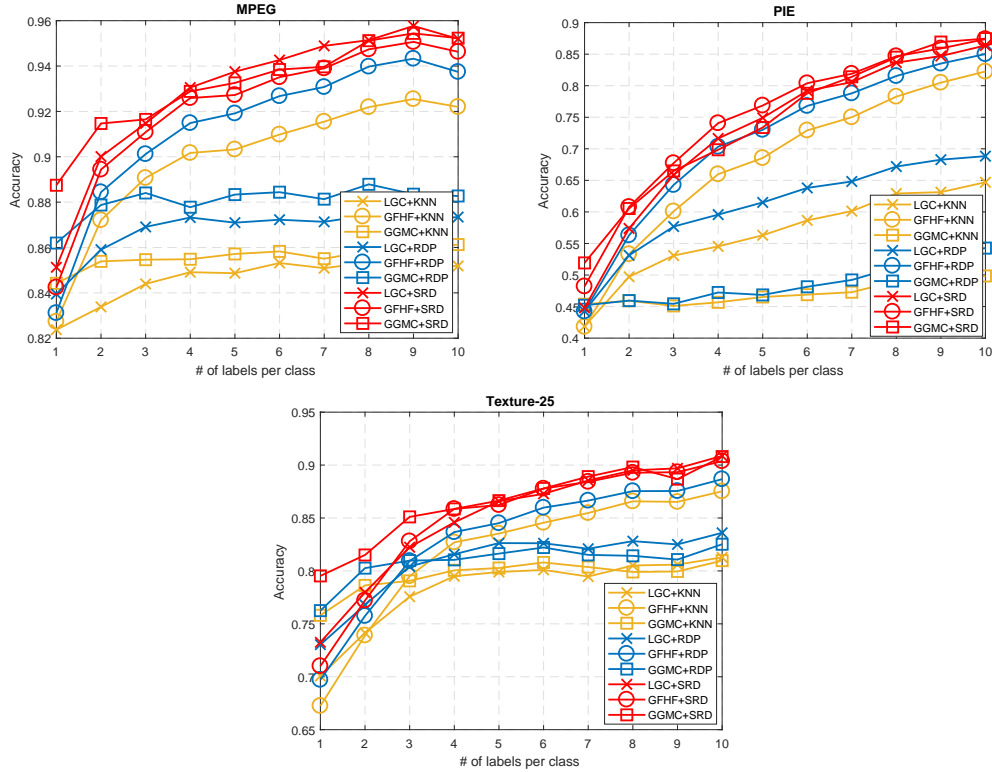 MPEG
0.96
0.94
0.92
0.9
0.88
0.86
0.84
0.82
Accuracy
1 2 3 4 5 6 7 8 9 10
# of labels per class
LGC+KNN
GFHF+KNN
GGMC+KNN
LGC+RDP
GFHF+RDP
GGMC+RDP
LGC+SRD
GFHF+SRD
GGMC+SRD
PIE
0.9
0.85
0.8
0.75
0.7
0.65
0.6
0.55
0.5
0.45
0.4
Accuracy
1 2 3 4 5 6 7 8 9 10
# of labels per class
LGC+KNN
GFHF+KNN
GGMC+KNN
LGC+RDP
GFHF+RDP
GGMC+RDP
LGC+SRD
GFHF+SRD
GGMC+SRD
Texture-25
0.95
0.9
0.85
0.8
0.75
0.7
0.65
Accuracy
1 2 3 4 5 6 7 8 9 10
# of labels per class
LGC+KNN
GFHF+KNN
GGMC+KNN
LGC+RDP
GFHF+RDP
GGMC+RDP
LGC+SRD
GFHF+SRD
GGMC+SRD